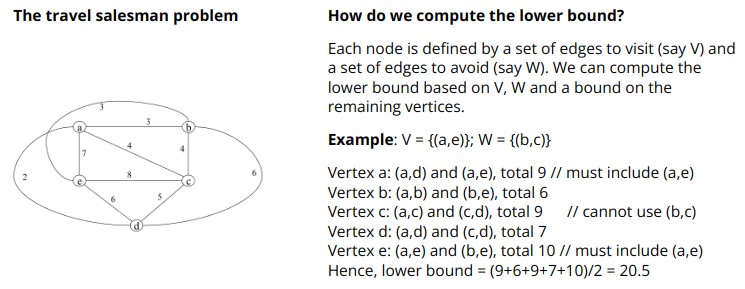 The travel salesman problem
How do we compute the lower bound?
Each node is defined by a set of edges to visit (say V) and
a set of edges to avoid (say W). We can compute the
lower bound based on V, W and a bound on the
remaining vertices.
Example: V = {(a,e)}; W = {(b,c)}
Vertex a: (a,d) and (a,e), total 9 // must include (a,e)
Vertex b: (a,b) and (b,e), total 6
Vertex c: (a,c) and (c,d), total 9 // cannot use (b,c)
Vertex d: (a,d) and (c,d), total 7
Vertex e: (a,e) and (b,e), total 10 // must include (a,e)
Hence, lower bound = (9+6+9+7+10)/2 = 20.5
3
a
3
b
7
4
4
2
e
8
c
6
6
5
d